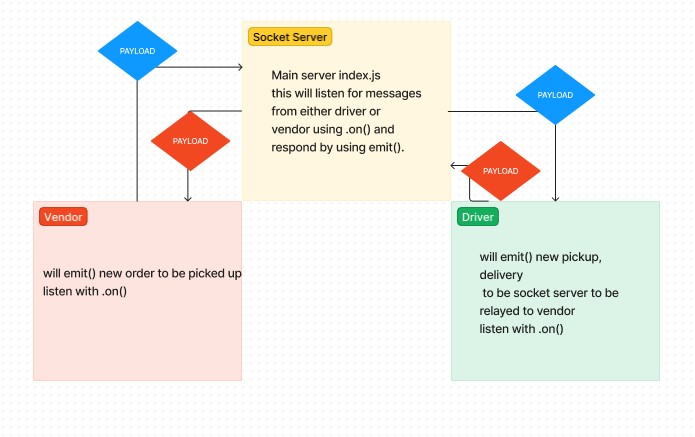 Socket Server
PAYLOAD
Main server index.js
this will listen for messages
from either driver or
vendor using .on() and
respond by using emit().
PAYLOAD
PAYLOAD
PAYLOAD
Vendor
will emit() new order to be picked up
listen with .on()
Driver
will emit() new pickup,
delivery
to be socket server to be
relayed to vendor
listen with .on()